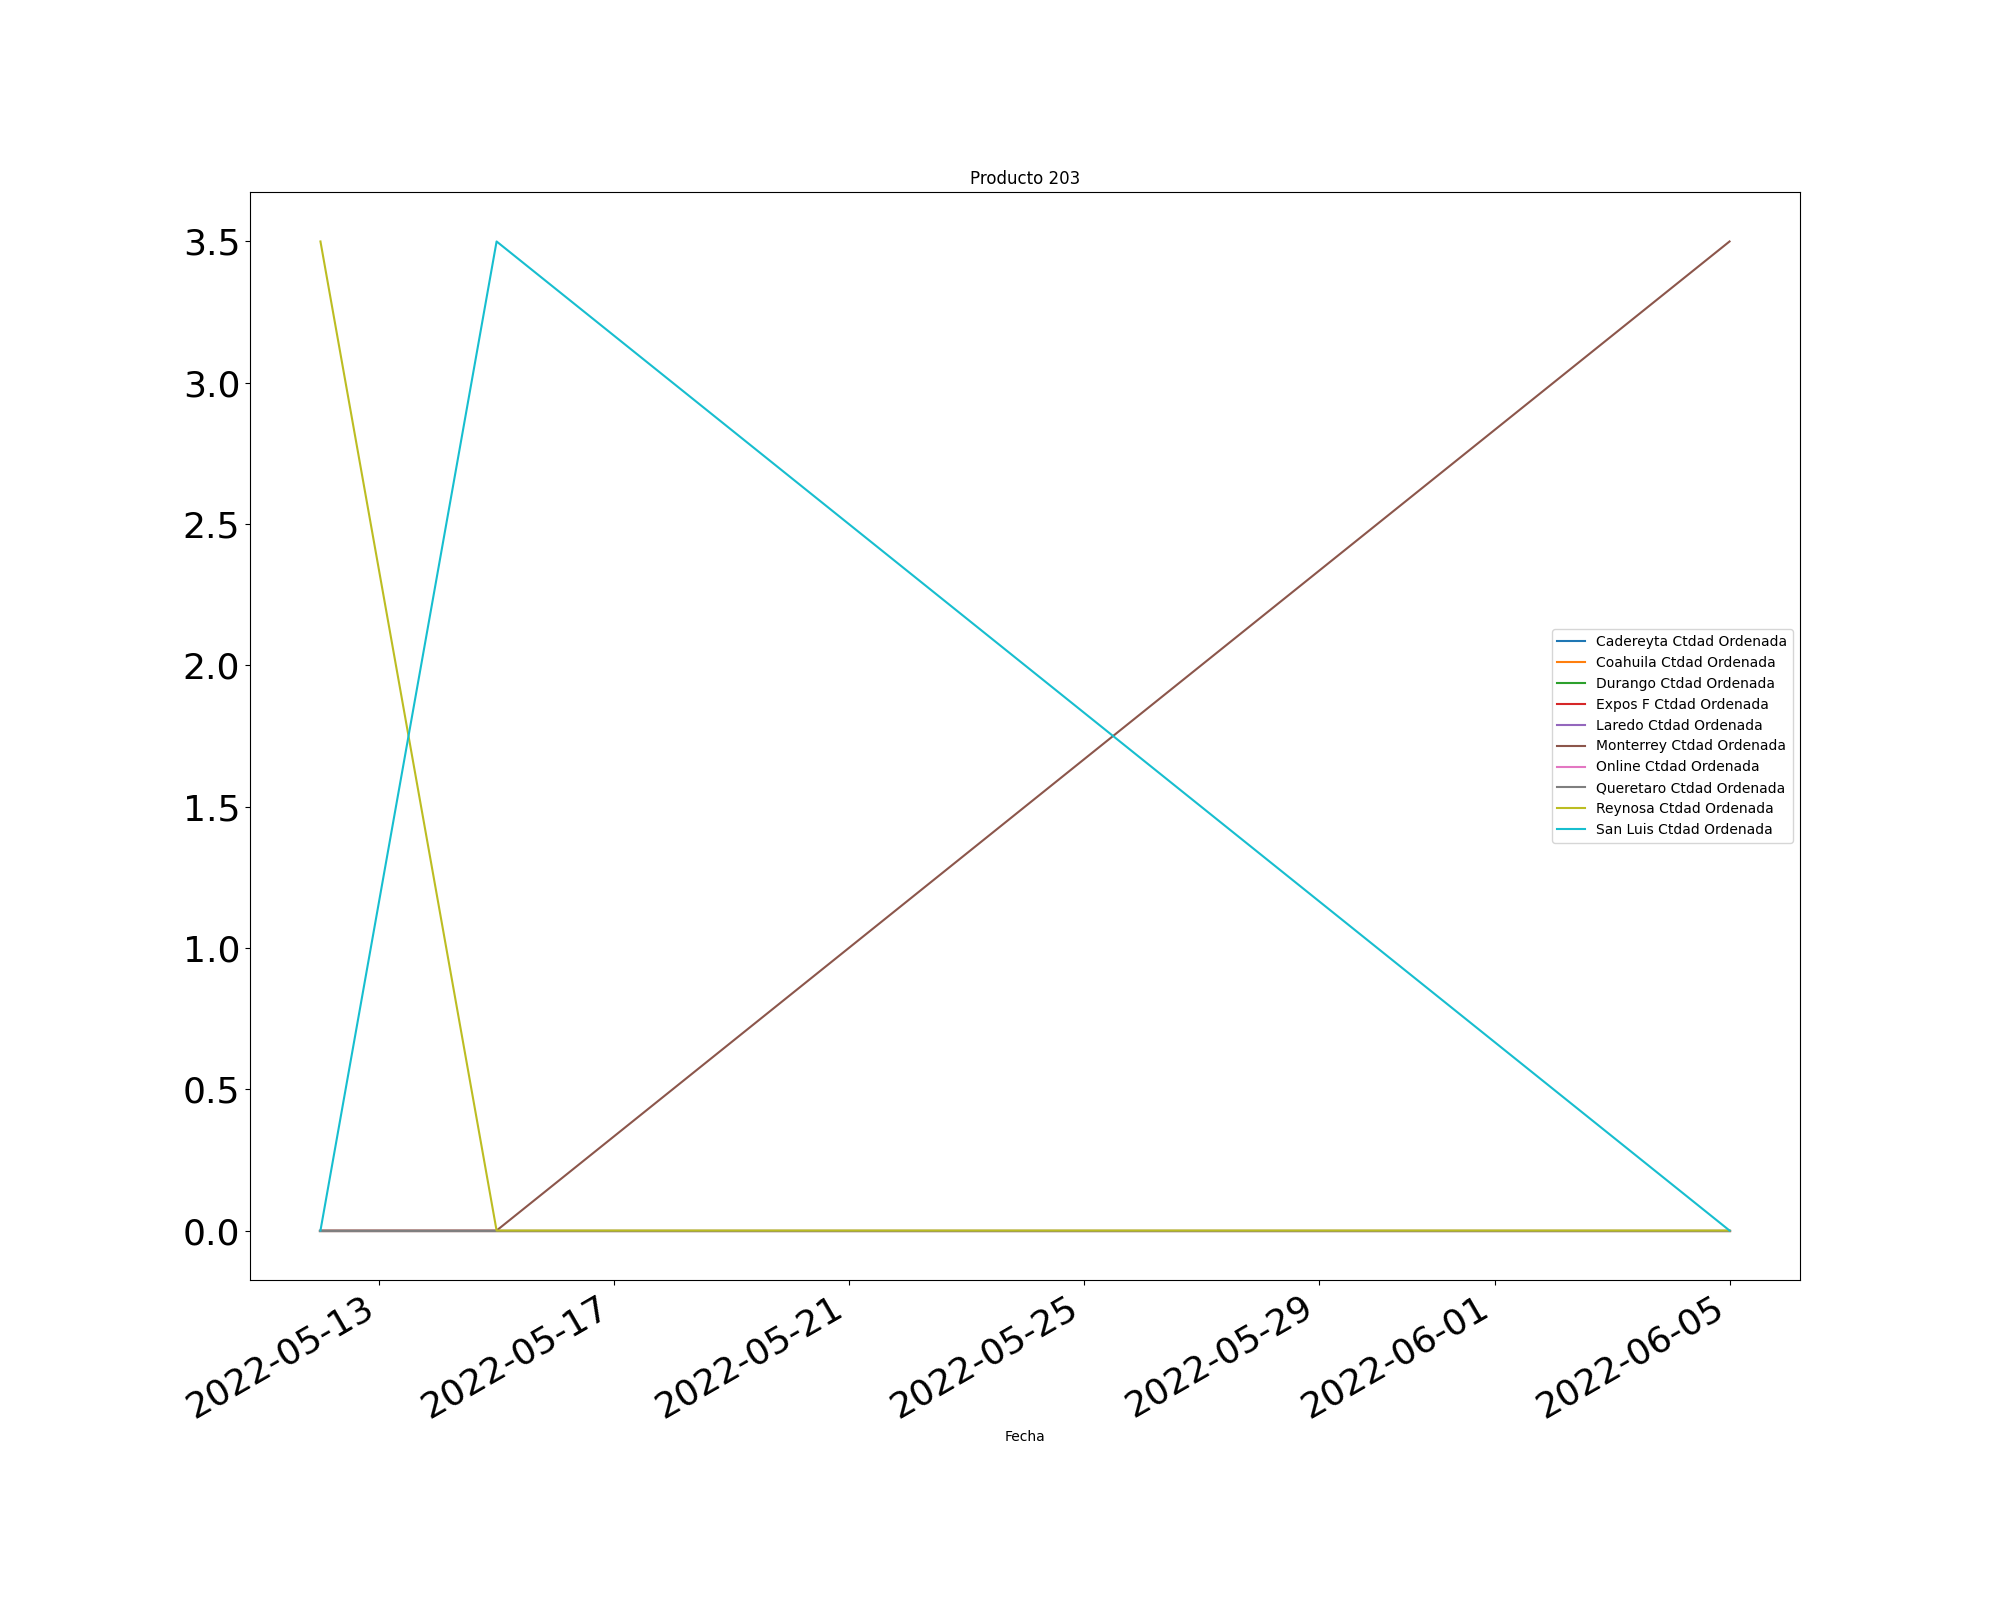 Producto 203
3.5
3.0
2.5
2.0
1.5
1.0
0.5
0.0
Cadereyta Ctdad Ordenada
Coahuila Ctdad Ordenada
Durango Ctdad Ordenada
Expos F Ctdad Ordenada
Laredo Ctdad Ordenada
Monterrey Ctdad Ordenada
Online Ctdad Ordenada
Queretaro Ctdad Ordenada
Reynosa Ctdad Ordenada
San Luis Ctdad Ordenada
2022-05-13
2022-05-17
2022-05-21
2022-05-25
2022-05-29
2022-06-01
2022-06-05
Fecha